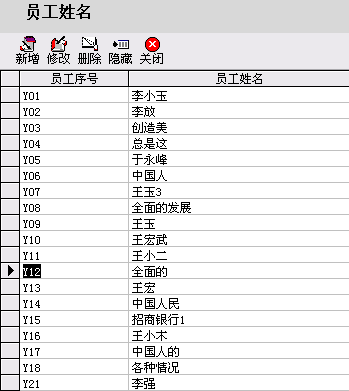 员工姓名
新增 修改 删除 隐藏 关闭
员工序号 员工姓名
Y01 李小玉
Y02 李放
Y03 创造美
Y04 总是这
Y05 于永峰
Y06 中国人
Y07 王玉3
Y08 全面的发展
Y09 王玉
Y10 王宏武
Y11 王小二
Y12 全面的
Y13 王宏
Y14 中国人民
Y15 招商银行1
Y16 王小术
Y17 中国人的
Y18 各种情况
Y21 李强